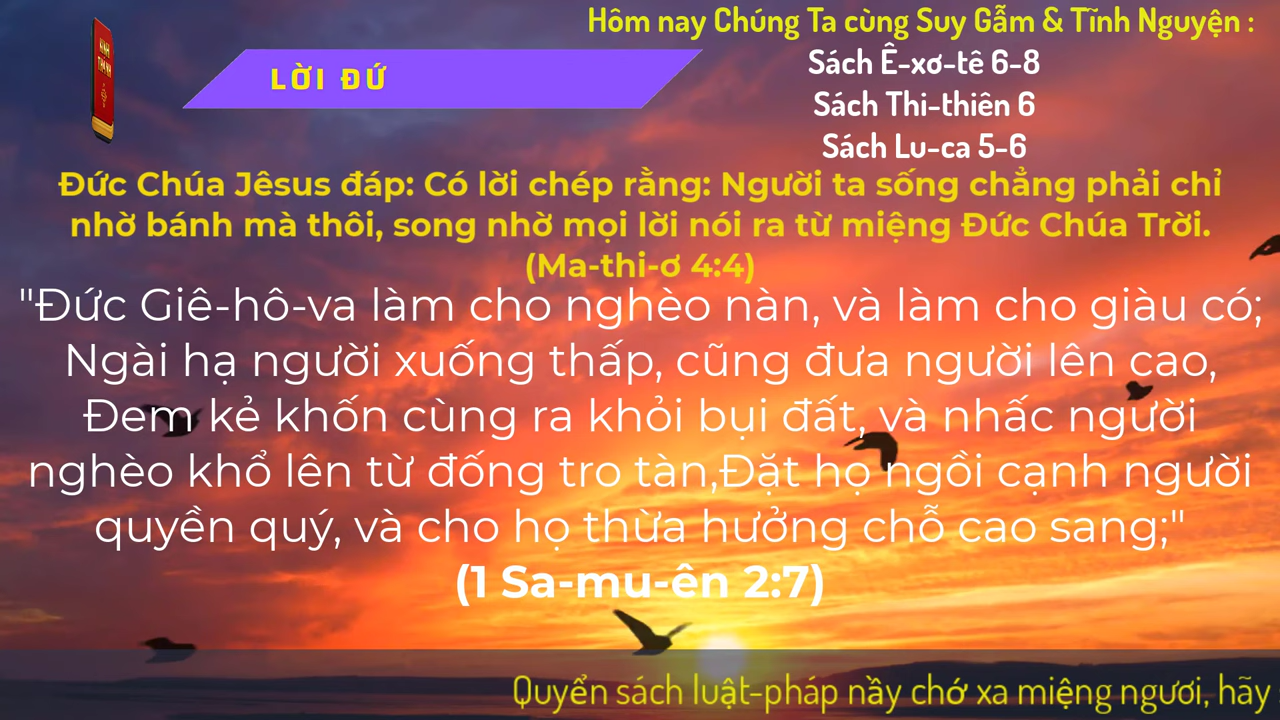 Hôm nay Chúng Ta cùng Suy Gẫm & Tĩnh Nguyện :
Sách Ê-xơ-tê 6-8
Sách Thi-thiên 6
Sách Lu-ca 5-6
KINH
THÁNH
LỜI ĐỨ
Đức Chúa Jêsus đáp: Có lời chép rằng: Người ta sống chẳng phải chỉ
nhờ bánh mà thôi, song nhờ mọi lời nói ra từ miệng Đức Chúa Trời.
(Ma-thi-ơ 4:4)
"Đức Giê-hô-va làm cho nghèo nàn, và làm cho giàu có;
Ngài hạ người xuống thấp, cũng đưa người lên cao,
Đem kẻ khốn cùng ra khỏi bụi đất, và nhấc người
nghèo khổ lên từ đống tro tàn,Đặt họ ngồi cạnh người
quyền quý, và cho họ thừa hưởng chỗ cao sang;"
(1 Sa-mu-ên 2:7)
Quyển sách luật-pháp nầy chớ xa miệng ngươi, hãy